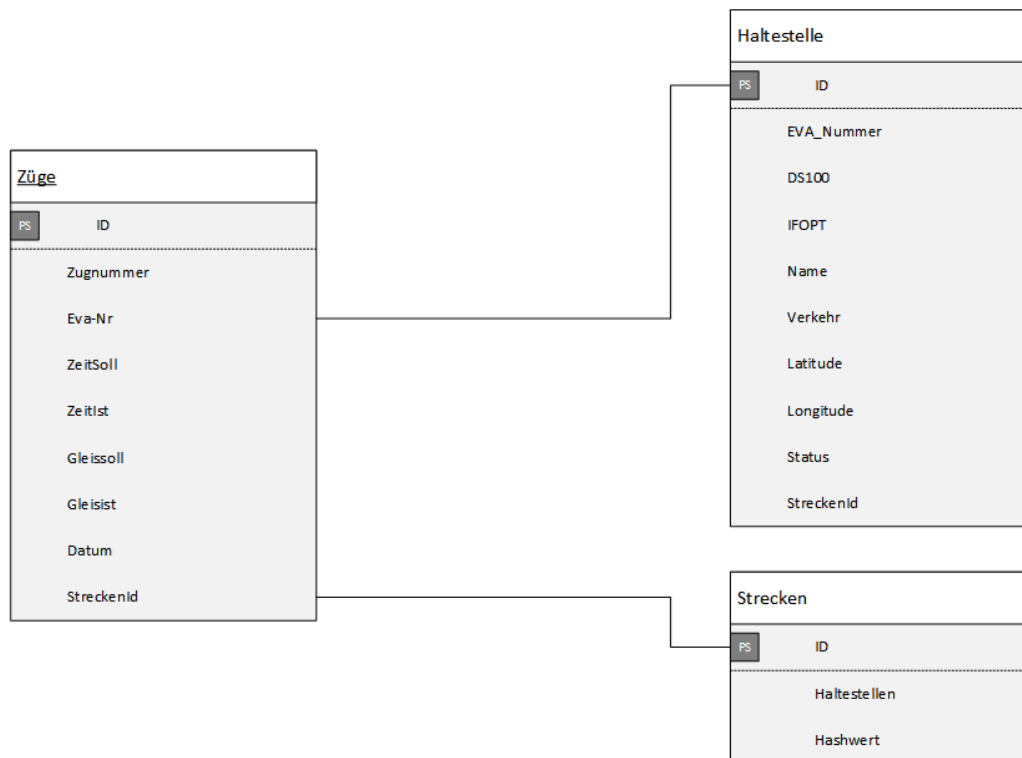 Züge
PS ID
Zugnummer
Eva-Nr
ZeitSoll
ZeitIst
Gleissoll
Gleisist
Datum
StreckenId
Haltestelle
PS ID
EVA_Nummer
DS100
IFOPT
Name
Verkehr
Latitude
Longitude
Status
StreckenId
Strecken
PS ID
Haltestellen
Hashwert